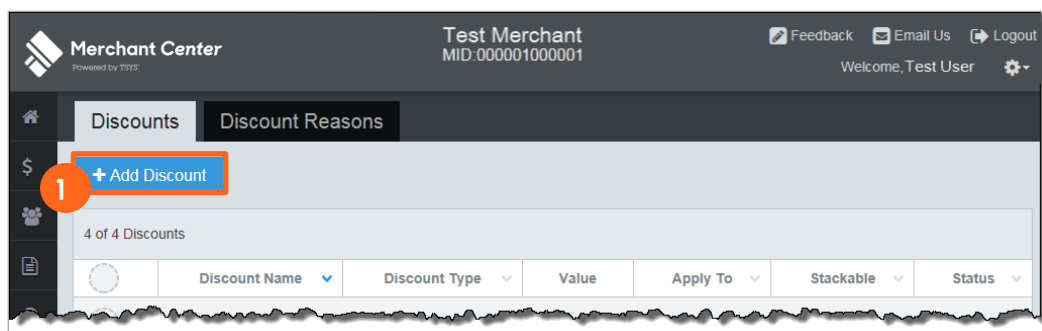 Merchant Center
Powered by TSYS
Test Merchant
MID:000001000001
Feedback Email Us Logout
Welcome, Test User
Discounts Discount Reasons
+ Add Discount
1
4 of 4 Discounts
Discount Name Discount Type Value Apply To Stackable Status